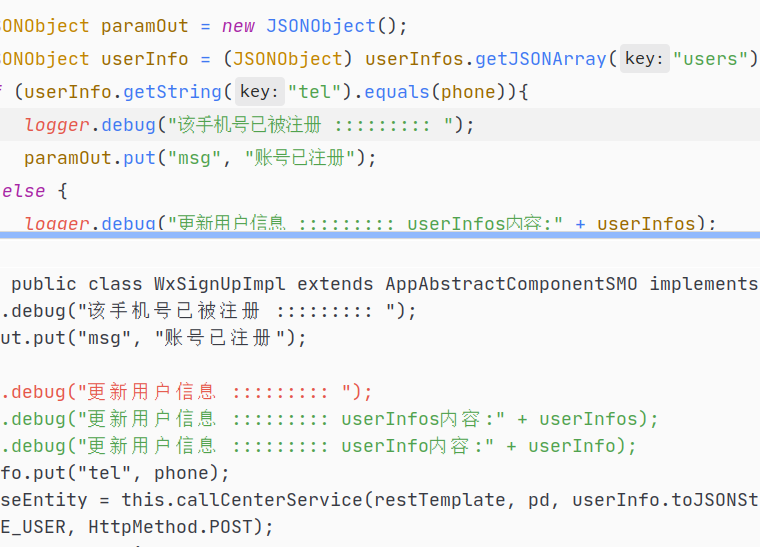 SONObject paramOut = new JSONObject();
SONObject userInfo = (JSONObject) userInfos.getJSONArray( key: "users")
(userInfo.getString( key: "tel").equals(phone)){
logger.debug("该手机号已被注册 ::::::::: ");
paramOut.put("msg", "账号已注册");
else {
logger.debug("更新用户信息 ::::::::: userInfos内容:" + userInfos);
public class WxSignUpImpl extends AppAbstractComponentSMO implements
.debug("该手机号已被注册 ::::::::: ");
ut.put("msg", "账号已注册");
.debug("更新用户信息 ::::::::: ");
.debug("更新用户信息 ::::::::: userInfos内容:" + userInfos);
.debug("更新用户信息 ::::::::: userInfo内容:" + userInfo);
fo.put("tel", phone);
seEntity = this.callCenterService(restTemplate, pd, userInfo.toJSONSt
E_USER, HttpMethod.POST);